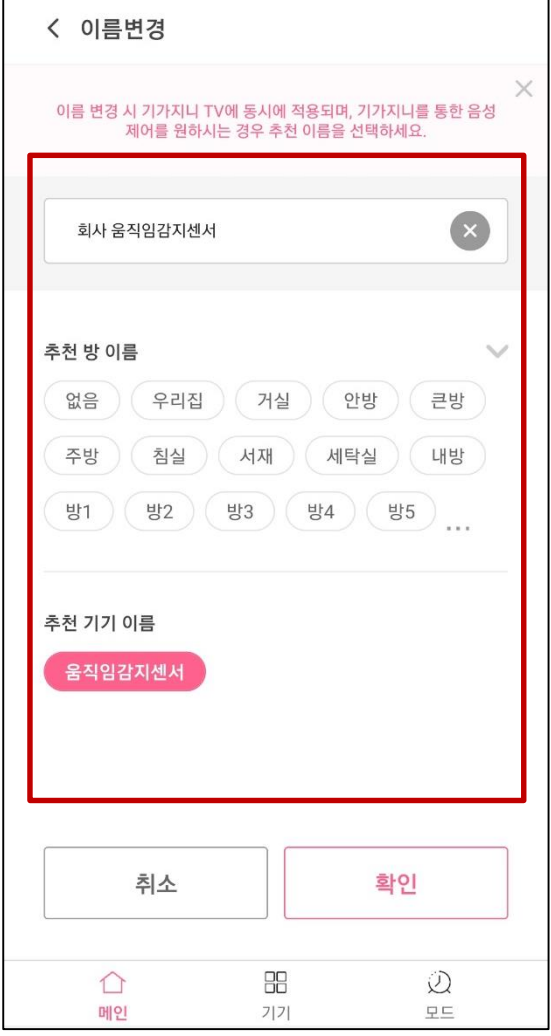 이름변경
이름 변경 시 기가지니 TV에 동시에 적용되며, 기가지니를 통한 음성
제어를 원하시는 경우 추천 이름을 선택하세요.
회사 움직임감지센서
추천 방 이름
없음 우리집 거실 안방 큰방
주방 침실 서재 세탁실 내방
방1 방2 방3 방4 방5 ...
추천 기기 이름
움직임감지센서
취소 확인
메인 기기 모드